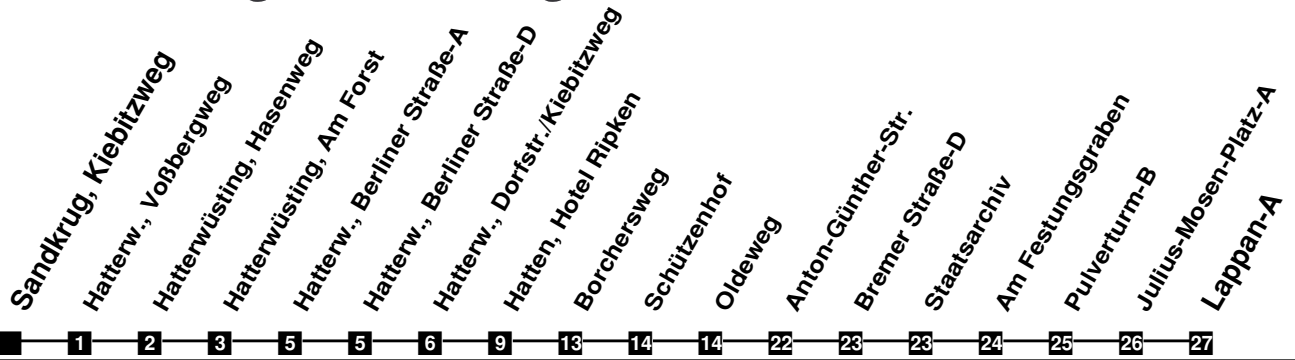 Sandkrug, Kiebitzweg
Hatterw., Voßbergweg
Hatterwüsting, Hasenweg
Hatterwüsting, Am Forst
Hatterw., Berliner Straße-A
Hatterw., Berliner Straße-D
Hatterw., Dorfstr./Kiebitzweg
Hatten, Hotel Ripken
Borchersweg
Schützenhof
Oldeweg
Anton-Günther-Str.
Bremer Straße-D
Staatsarchiv
Am Festungsgraben
Pulverturm-B
Julius-Mosen-Platz-A
Lappan-A
1 2 3 5 5 6 9 13 14 14 22 23 23 24 25 26 27